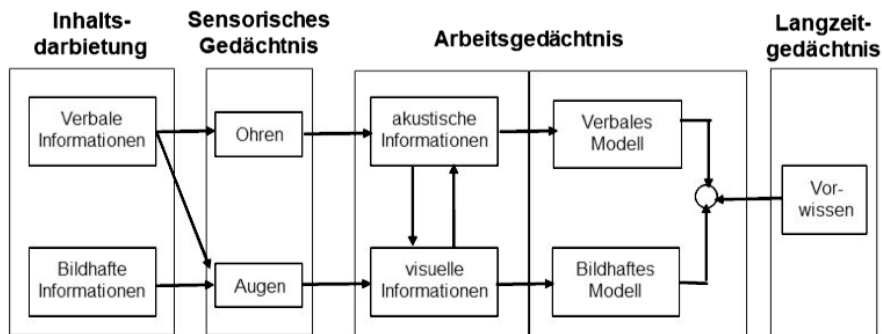 Inhalts-
darbietung
Sensorisches
Gedächtnis
Arbeitsgedächtnis
Langzeit-
gedächtnis
Verbale
Informationen
Ohren
akustische
Informationen
Verbales
Modell
Vor-
wissen
Bildhafte
Informationen
Augen
visuelle
Informationen
Bildhaftes
Modell